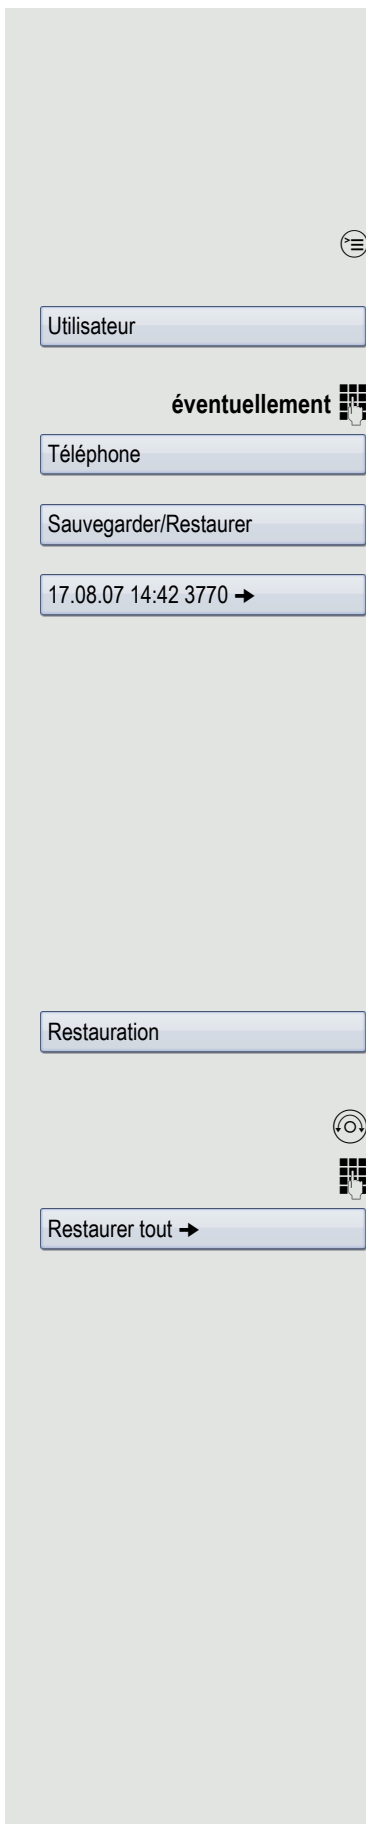 Utilisateur
éventuellement
Téléphone
Sauvegarder/Restaurer
17.08.07 14:42 3770 →
Restauration
Restaurer tout →